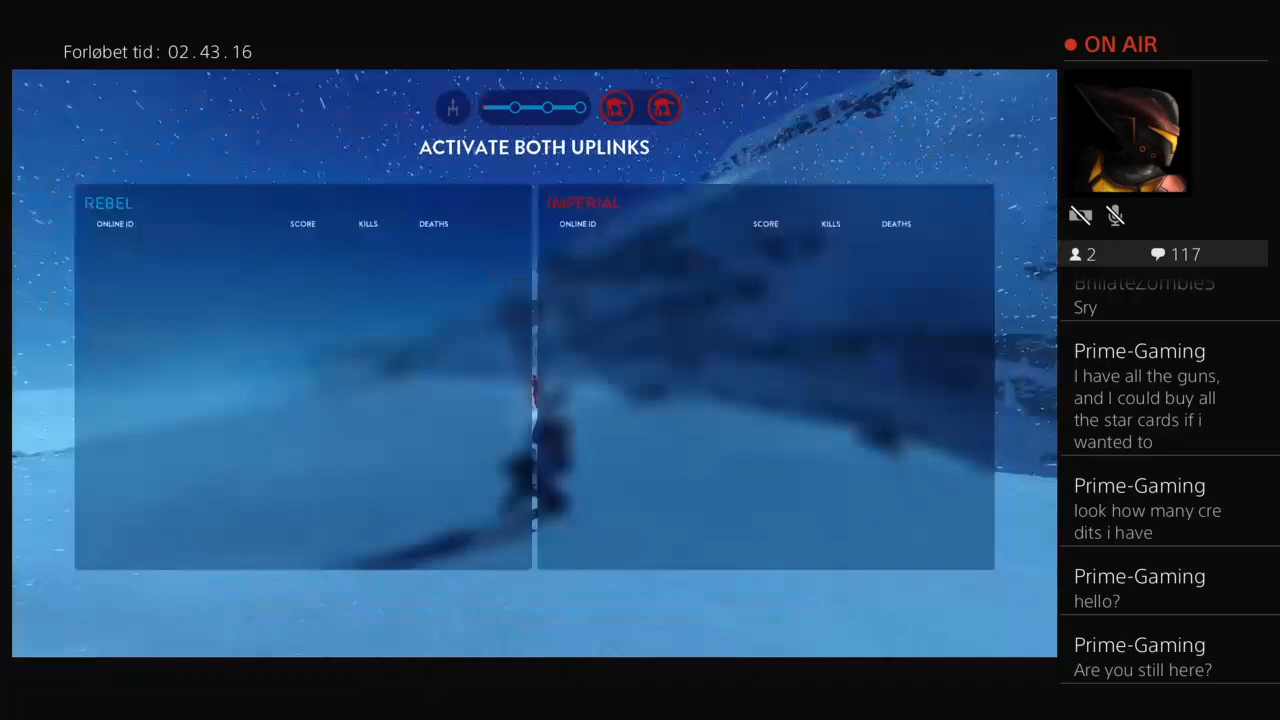 Forløbet tid: 02.43.16
ON AIR
ACTIVATE BOTH UPLINKS
REBEL
ONLINE ID SCORE KILLS DEATHS
IMPERIAL
ONLINE ID SCORE KILLS DEATHS
2 117
BrillateZombie5
Sry
Prime-Gaming
I have all the guns,
and I could buy all
the star cards if i
wanted to
Prime-Gaming
look how many cre
dits i have
Prime-Gaming
hello?
Prime-Gaming
Are you still here?